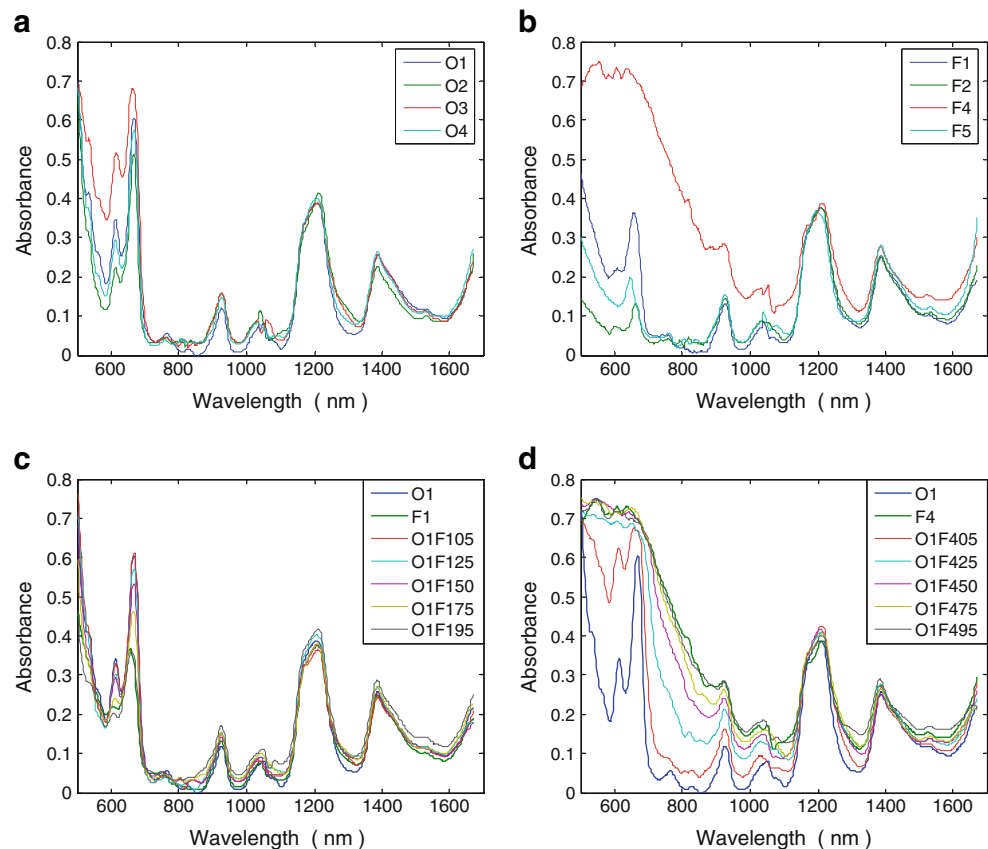 a
0.8
0.7
0.6
0.5
0.4
0.3
0.2
0.1
0
Absorbance
600 800 1000 1200 1400 1600
Wavelength ( nm )
O1
O2
O3
O4
b
0.8
0.7
0.6
0.5
0.4
0.3
0.2
0.1
0
Absorbance
600 800 1000 1200 1400 1600
Wavelength ( nm )
F1
F2
F4
F5
c
0.8
0.7
0.6
0.5
0.4
0.3
0.2
0.1
0
Absorbance
600 800 1000 1200 1400 1600
Wavelength ( nm )
O1
F1
O1F105
O1F125
O1F150
O1F175
O1F195
d
0.8
0.7
0.6
0.5
0.4
0.3
0.2
0.1
0
Absorbance
600 800 1000 1200 1400 1600
Wavelength ( nm )
O1
F4
O1F405
O1F425
O1F450
O1F475
O1F495